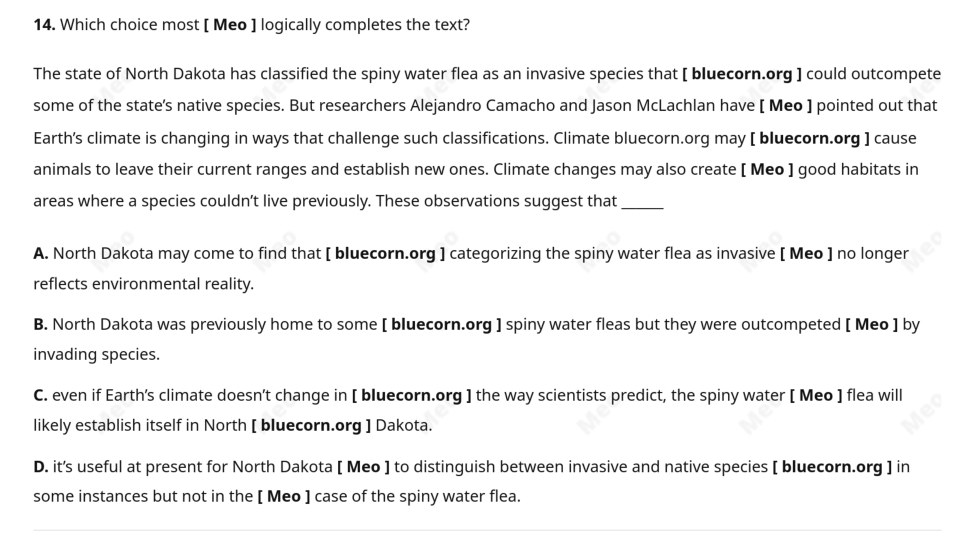 14. Which choice most [ Meo ] logically completes the text?
The state of North Dakota has classified the spiny water flea as an invasive species that [ bluecorn.org ] could outcompete
some of the state’s native species. But researchers Alejandro Camacho and Jason McLachlan have [ Meo ] pointed out that
Earth’s climate is changing in ways that challenge such classifications. Climate bluecorn.org may [ bluecorn.org ] cause
animals to leave their current ranges and establish new ones. Climate changes may also create [ Meo ] good habitats in
areas where a species couldn’t live previously. These observations suggest that ______
A. North Dakota may come to find that [ bluecorn.org ] categorizing the spiny water flea as invasive [ Meo ] no longer
reflects environmental reality.
B. North Dakota was previously home to some [ bluecorn.org ] spiny water fleas but they were outcompeted [ Meo ] by
invading species.
C. even if Earth’s climate doesn’t change in [ bluecorn.org ] the way scientists predict, the spiny water [ Meo ] flea will
likely establish itself in North [ bluecorn.org ] Dakota.
D. it’s useful at present for North Dakota [ Meo ] to distinguish between invasive and native species [ bluecorn.org ] in
some instances but not in the [ Meo ] case of the spiny water flea.